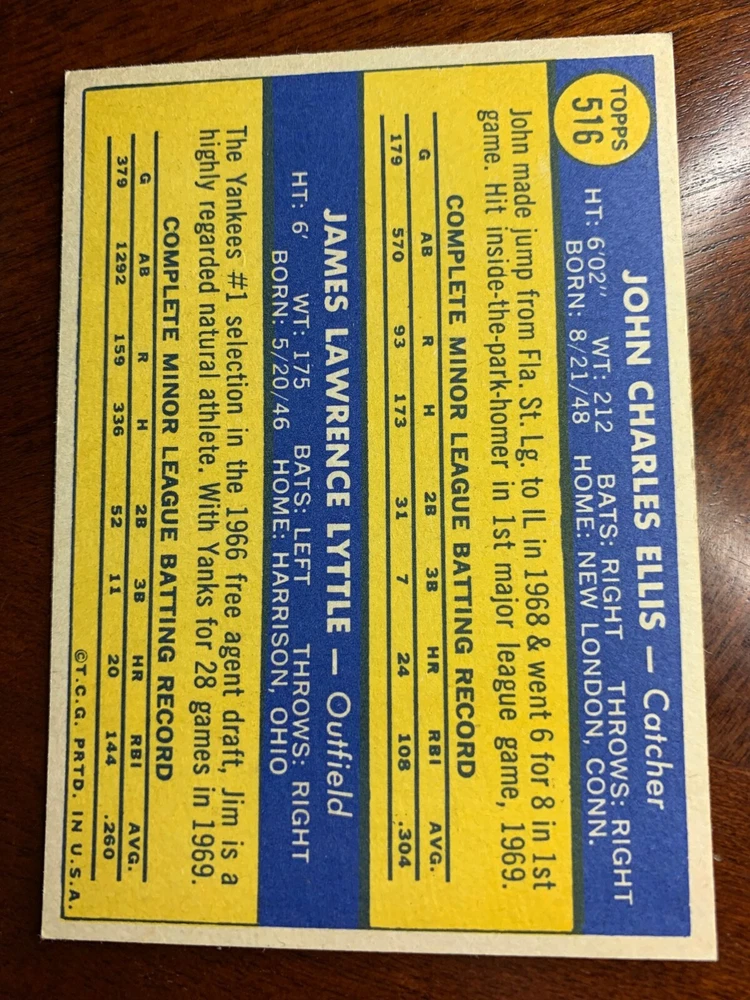 TOPPS
516
JOHN CHARLES ELLIS — Catcher
HT: 6'02" WT: 212 BATS: RIGHT THROWS: RIGHT
BORN: 8/21/48 HOME: NEW LONDON, CONN.
John made jump from Fla. St. Lg. to IL in 1968 & went 6 for 8 in 1st
game. Hit inside-the-park-homer in 1st major league game, 1969.
COMPLETE MINOR LEAGUE BATTING RECORD
G AB R H 2B 3B HR RBI AVG.
179 570 93 173 31 7 24 108 .304
JAMES LAWRENCE LYTTLE — Outfield
HT: 6' WT: 175 BATS: LEFT THROWS: RIGHT
BORN: 5/20/46 HOME: HARRISON, OHIO
The Yankees #1 selection in the 1966 free agent draft, Jim is a
highly regarded natural athlete. With Yanks for 28 games in 1969.
COMPLETE MINOR LEAGUE BATTING RECORD
G AB R H 2B 3B HR RBI AVG.
379 1292 159 336 52 11 20 144 .260
©T.C.G. PRTD. IN U.S.A.